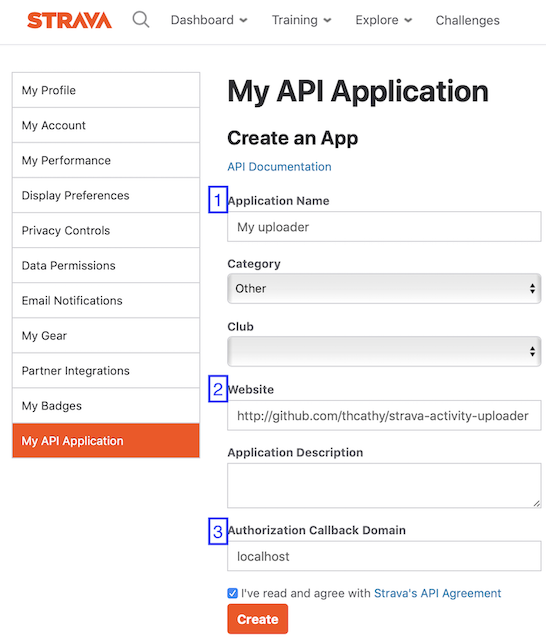 STRAVA Dashboard Training Explore Challenges
My Profile
My Account
My Performance
Display Preferences
Privacy Controls
Data Permissions
Email Notifications
My Gear
Partner Integrations
My Badges
My API Application
My API Application
Create an App
API Documentation
1 Application Name
My uploader
Category
Other
Club
2 Website
http://github.com/thcathy/strava-activity-uploader
Application Description
3 Authorization Callback Domain
localhost
I've read and agree with Strava's API Agreement
Create